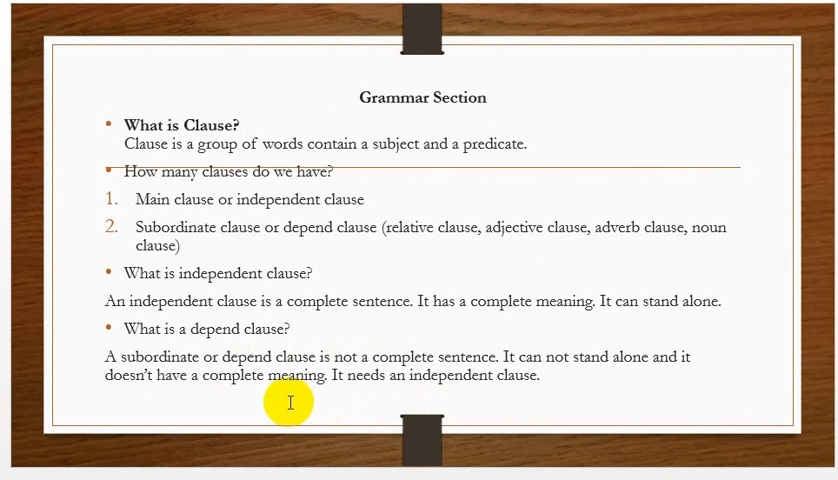 Grammar Section
• What is Clause?
Clause is a group of words contain a subject and a predicate.
• How many clauses do we have?
1. Main clause or independent clause
2. Subordinate clause or depend clause (relative clause, adjective clause, adverb clause, noun
clause)
• What is independent clause?
An independent clause is a complete sentence. It has a complete meaning. It can stand alone.
• What is a depend clause?
A subordinate or depend clause is not a complete sentence. It can not stand alone and it
doesn’t have a complete meaning. It needs an independent clause.